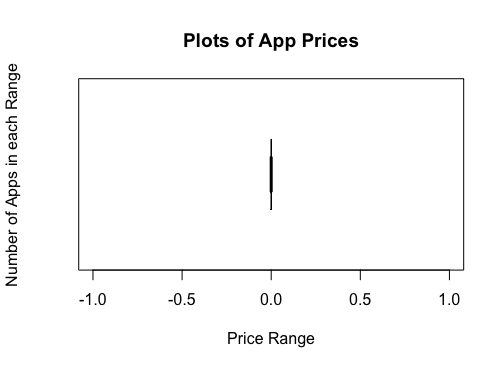 Plots of App Prices
Number of Apps in each Range
-1.0 -0.5 0.0 0.5 1.0
Price Range